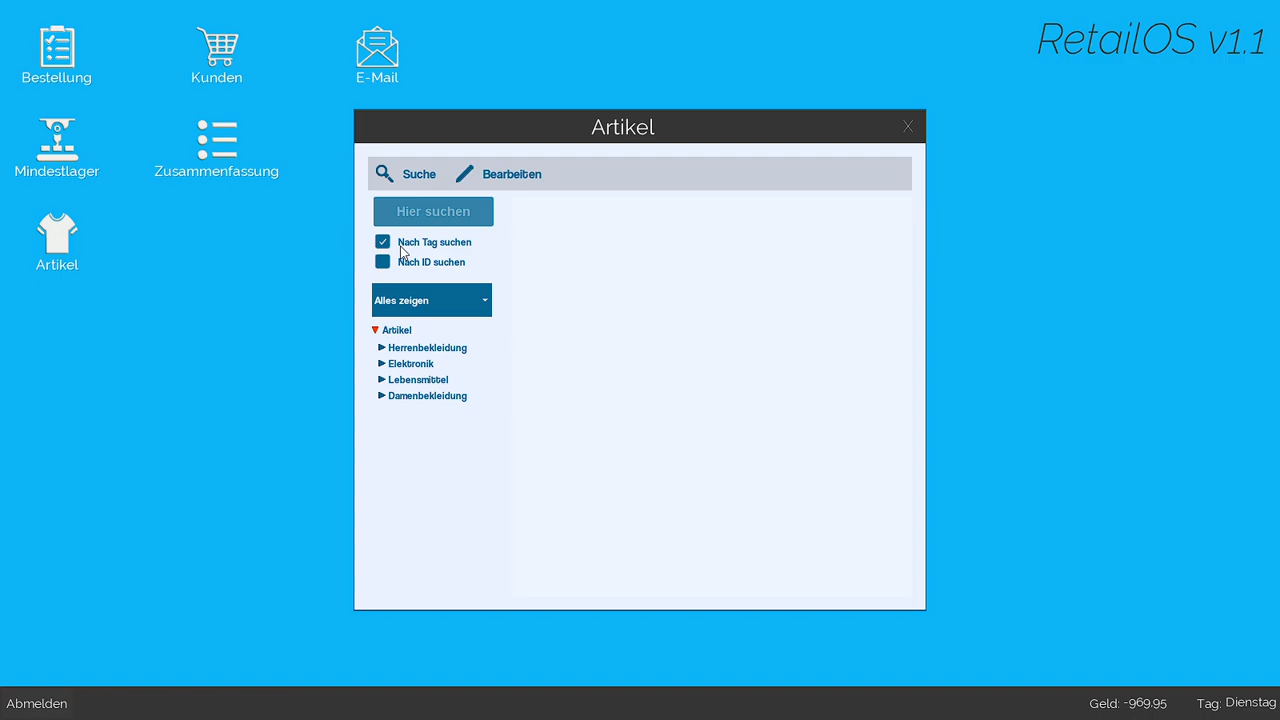 RetailOS v1.1
Bestellung
Kunden
E-Mail
Mindestlager
Zusammenfassung
Artikel
Artikel
X
Suche
Bearbeiten
Hier suchen
Nach Tag suchen
Nach ID suchen
Alles zeigen
Artikel
Herrenbekleidung
Elektronik
Lebensmittel
Damenbekleidung
Abmelden
Geld: -969.95
Tag: Dienstag